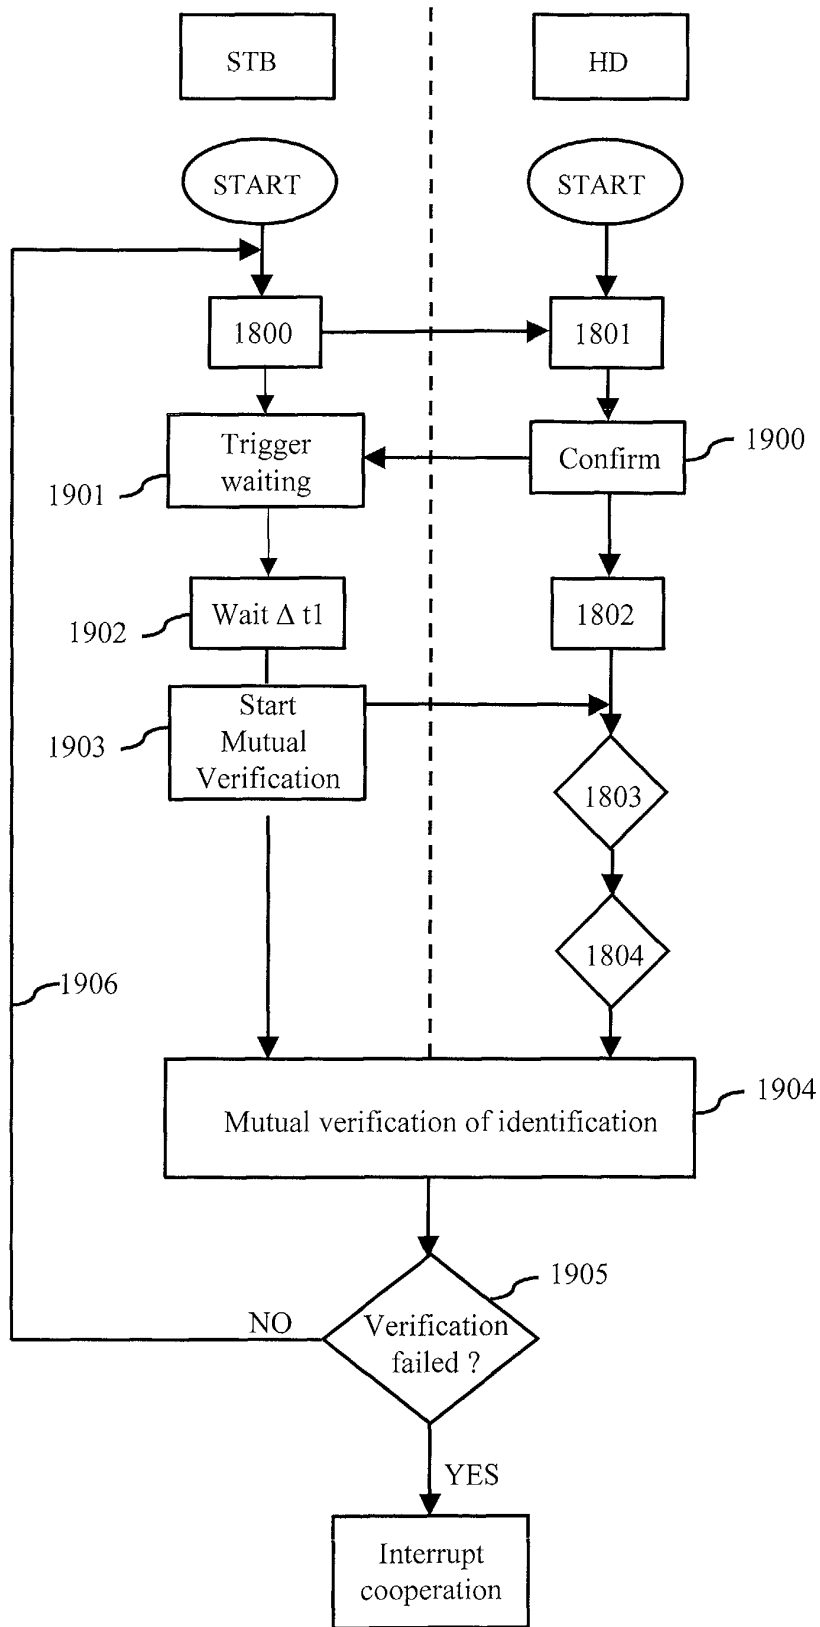 STB
HD
START
START
1800
1801
Trigger
waiting
Confirm
1900
1901
Wait Δ t1
1802
1902
Start
Mutual
Verification
1903
1803
1804
1906
Mutual verification of identification
1904
1905
Verification
failed ?
NO
YES
Interrupt
cooperation